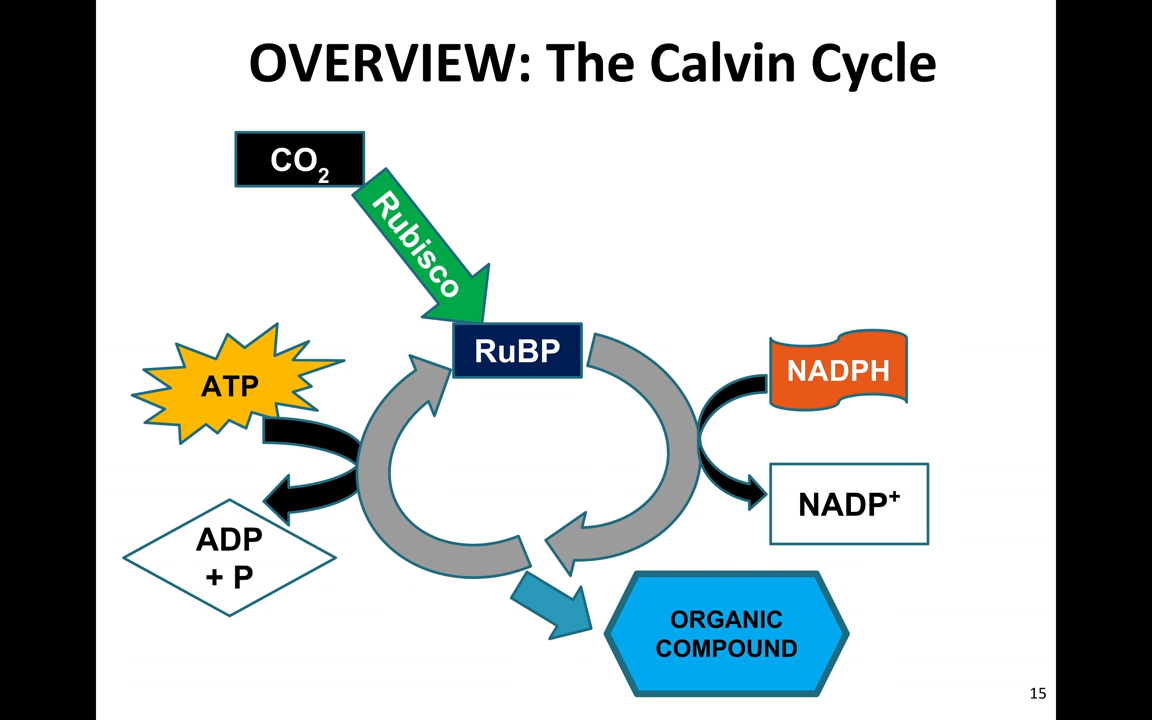 OVERVIEW: The Calvin Cycle
CO₂
Rubisco
RuBP
ATP
NADPH
NADP⁺
ADP
+ P
ORGANIC
COMPOUND
15